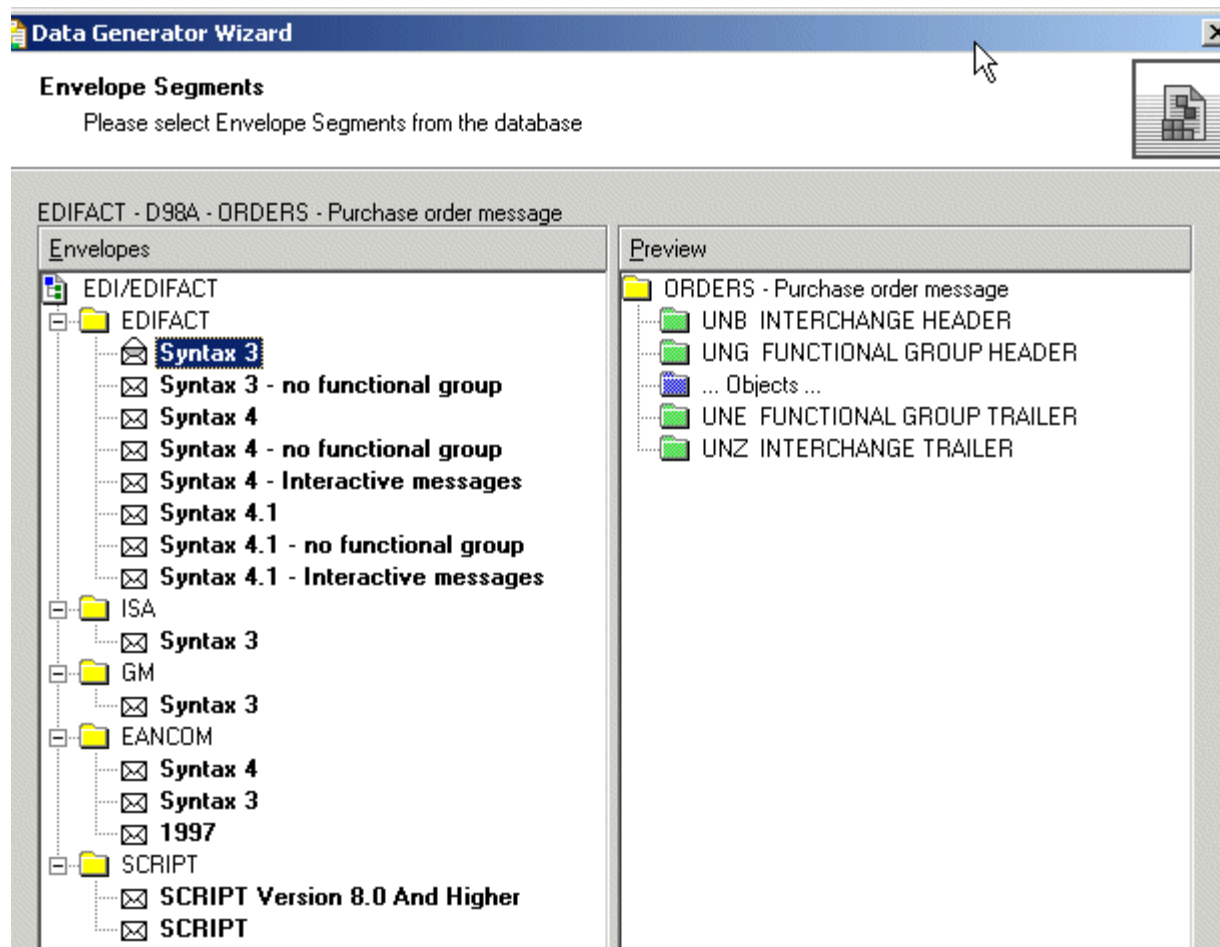 Data Generator Wizard
Envelope Segments
Please select Envelope Segments from the database
EDIFACT - D98A - ORDERS - Purchase order message
Envelopes
EDI/EDIFACT
EDIFACT
Syntax 3
Syntax 3 - no functional group
Syntax 4
Syntax 4 - no functional group
Syntax 4 - Interactive messages
Syntax 4.1
Syntax 4.1 - no functional group
Syntax 4.1 - Interactive messages
ISA
Syntax 3
GM
Syntax 3
EANCOM
Syntax 4
Syntax 3
1997
SCRIPT
SCRIPT Version 8.0 And Higher
SCRIPT
Preview
ORDERS - Purchase order message
UNB INTERCHANGE HEADER
UNG FUNCTIONAL GROUP HEADER
... Objects ...
UNE FUNCTIONAL GROUP TRAILER
UNZ INTERCHANGE TRAILER